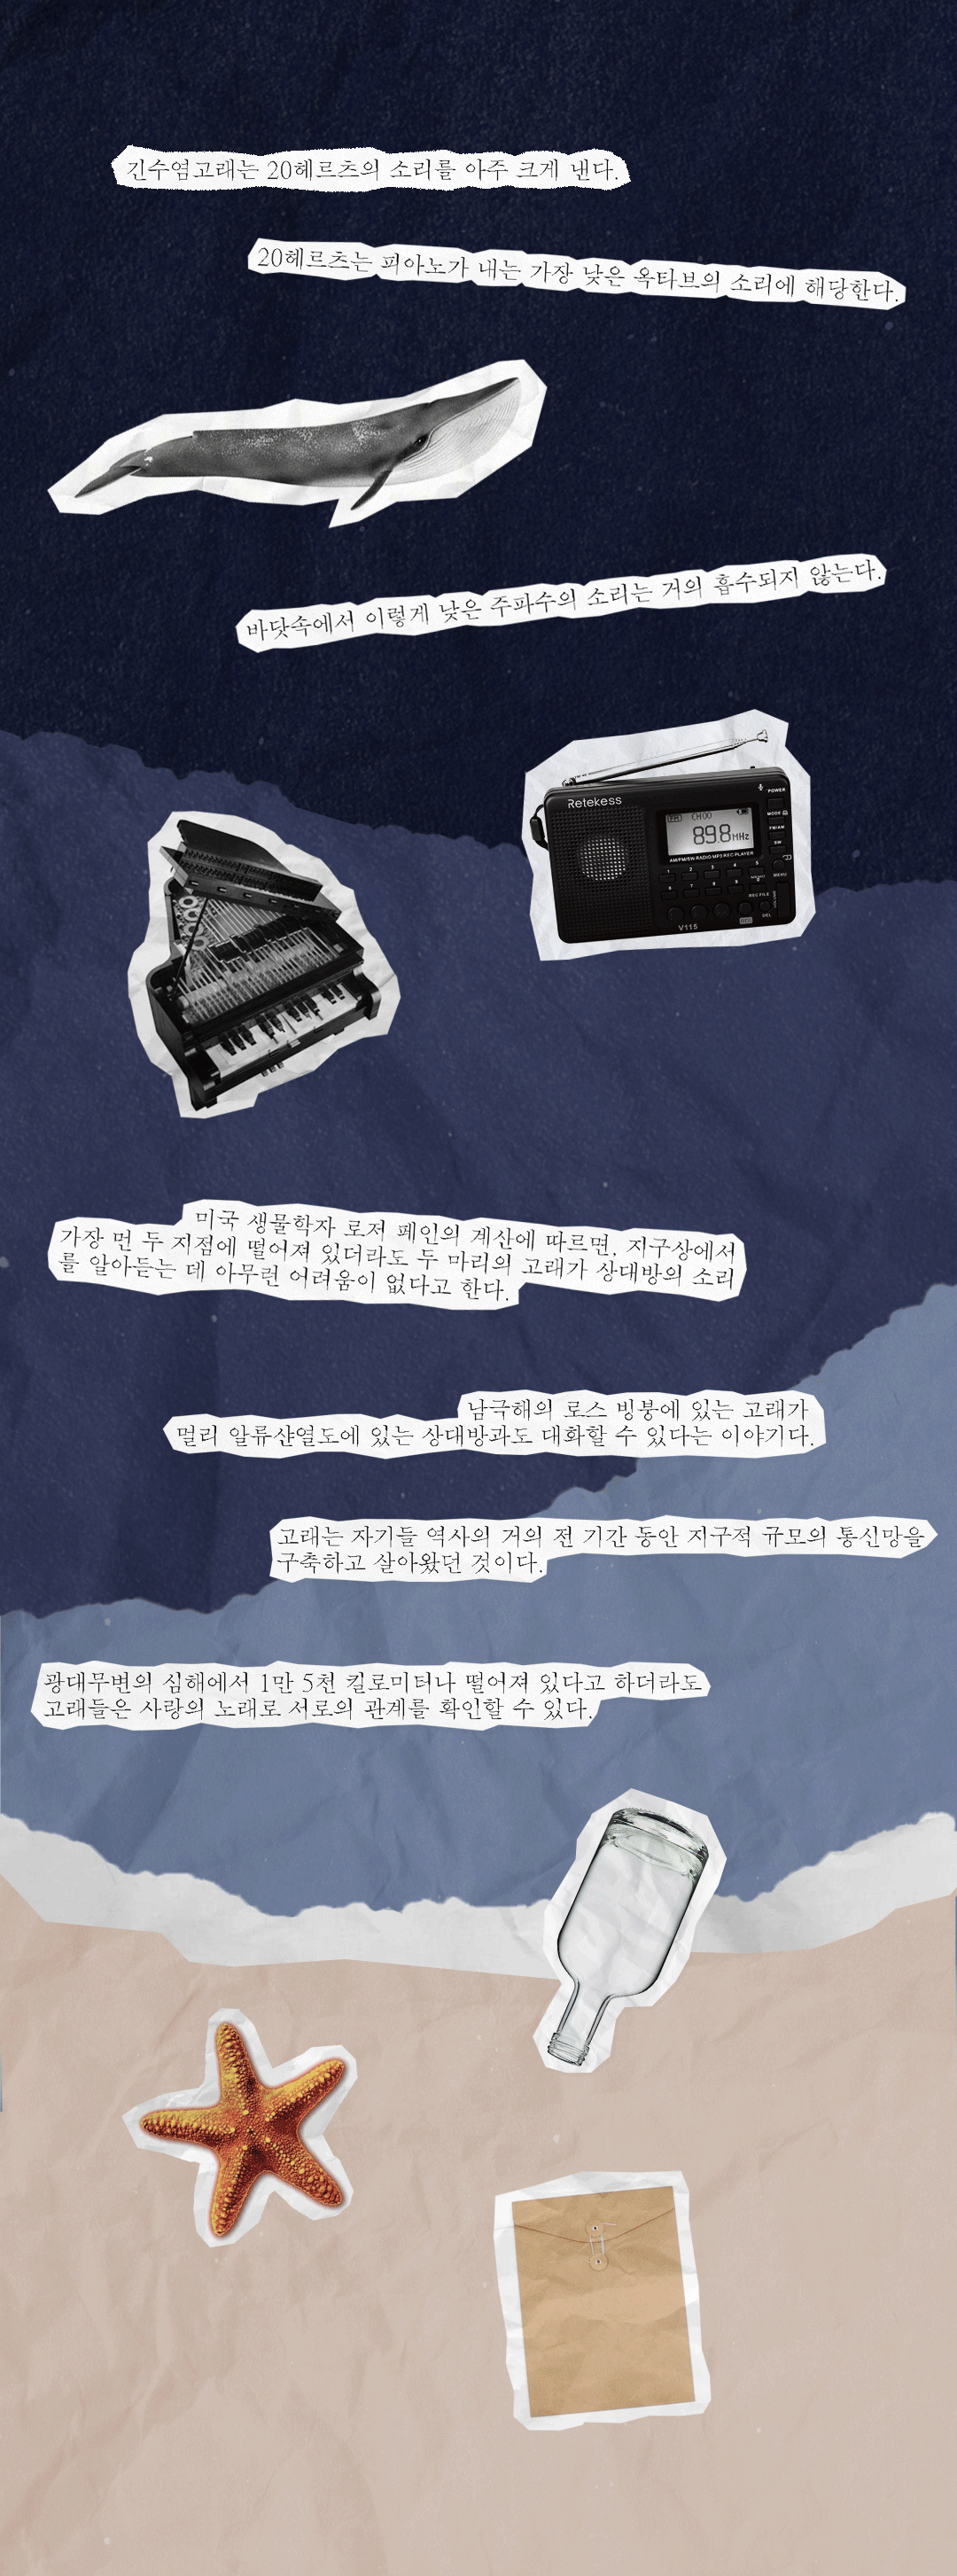 긴수염고래는 20헤르츠의 소리를 아주 크게 낸다.
20헤르츠는 피아노가 내는 가장 낮은 옥타브의 소리에 해당한다.
바닷속에서 이렇게 낮은 주파수의 소리는 거의 흡수되지 않는다.
Retekess
POWER
CH00
89.8MHz
MODE
FM/AM
SW
AM/FM/SW RADIO MP3 REC PLAYER
1 2 3 4 5
6 7 8 9 0
MENU
REC FILE
VOLUME
DEL
V115
미국 생물학자 로저 페인의 계산에 따르면, 지구상에서
가장 먼 두 지점에 떨어져 있더라도 두 마리의 고래가 상대방의 소리
를 알아듣는 데 아무런 어려움이 없다고 한다.
남극해의 로스 빙붕에 있는 고래가
멀리 알류샨열도에 있는 상대방과도 대화할 수 있다는 이야기다.
고래는 자기들 역사의 거의 전 기간 동안 지구적 규모의 통신망을
구축하고 살아왔던 것이다.
광대무변의 심해에서 1만 5천 킬로미터나 떨어져 있다고 하더라도
고래들은 사랑의 노래로 서로의 관계를 확인할 수 있다.